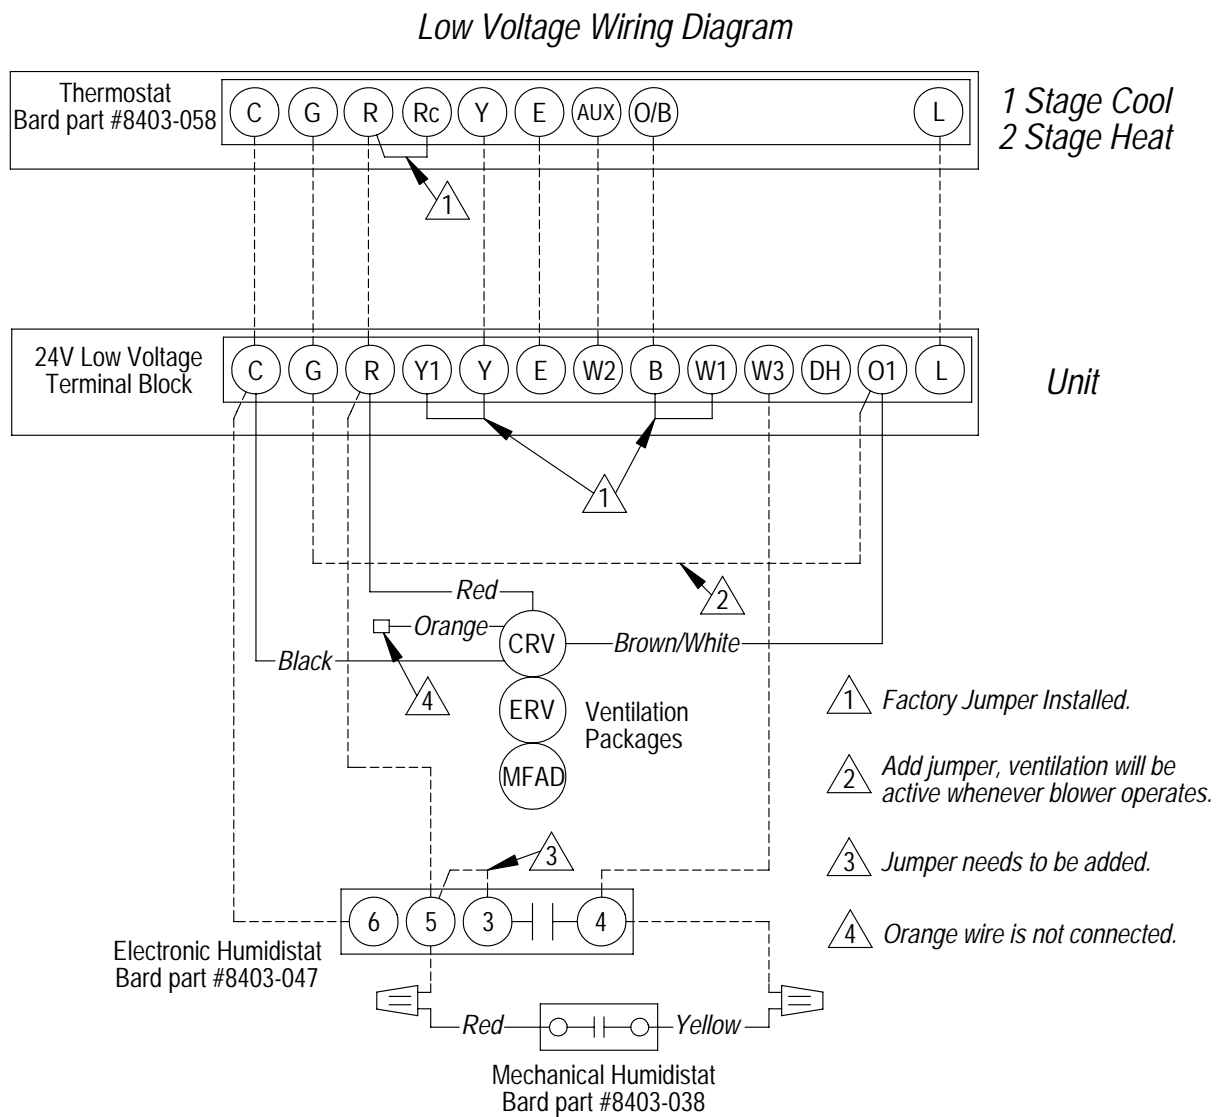 Low Voltage Wiring Diagram
Thermostat
Bard part #8403-058
C G R Rc Y E AUX O/B L
1 Stage Cool
2 Stage Heat
1
24V Low Voltage
Terminal Block
C G R Y1 Y E W2 B W1 W3 DH O1 L
Unit
1
2
Red
Orange
CRV
Brown/White
Black
4
ERV
Ventilation
Packages
MFAD
1 Factory Jumper Installed.
2 Add jumper, ventilation will be
active whenever blower operates.
3
3 Jumper needs to be added.
6 5 3 4
4 Orange wire is not connected.
Electronic Humidistat
Bard part #8403-047
Red
Yellow
Mechanical Humidistat
Bard part #8403-038